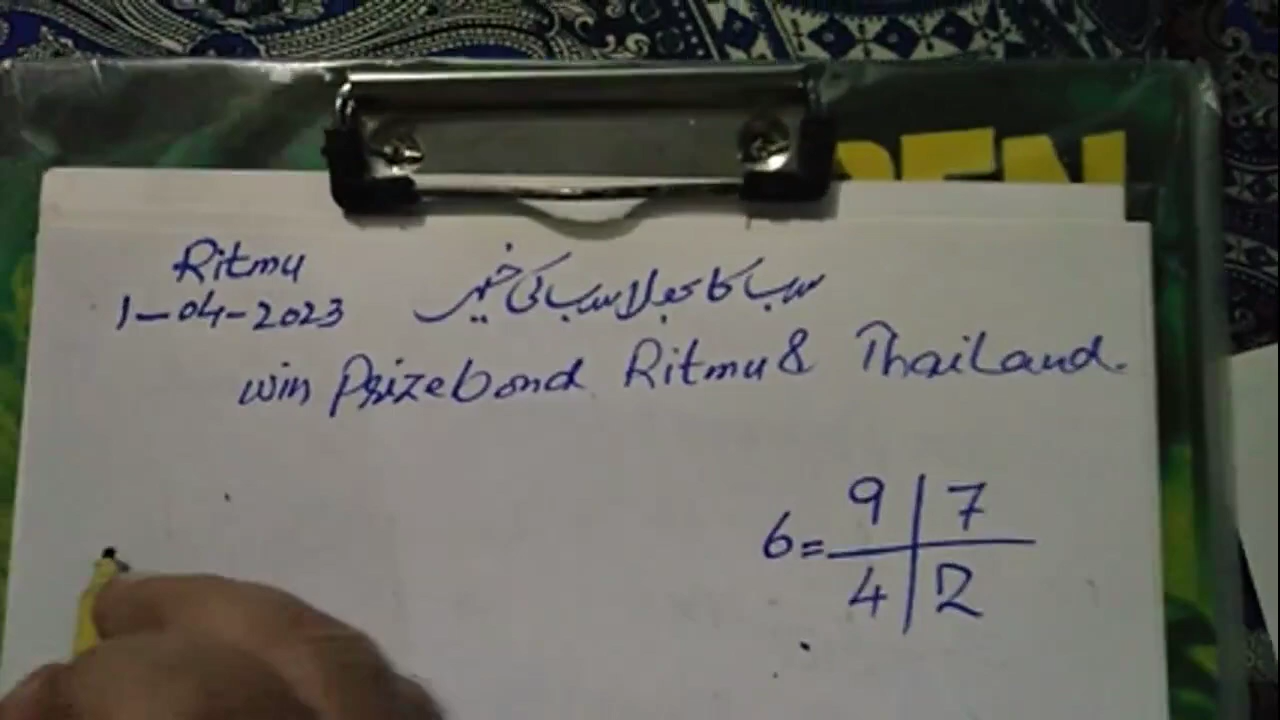 Ritmu
1-04-2023
سب کا بھلا سب کی خیر
win Prizebond Ritmu & Thailand.
9 | 7
6=
4 | 2